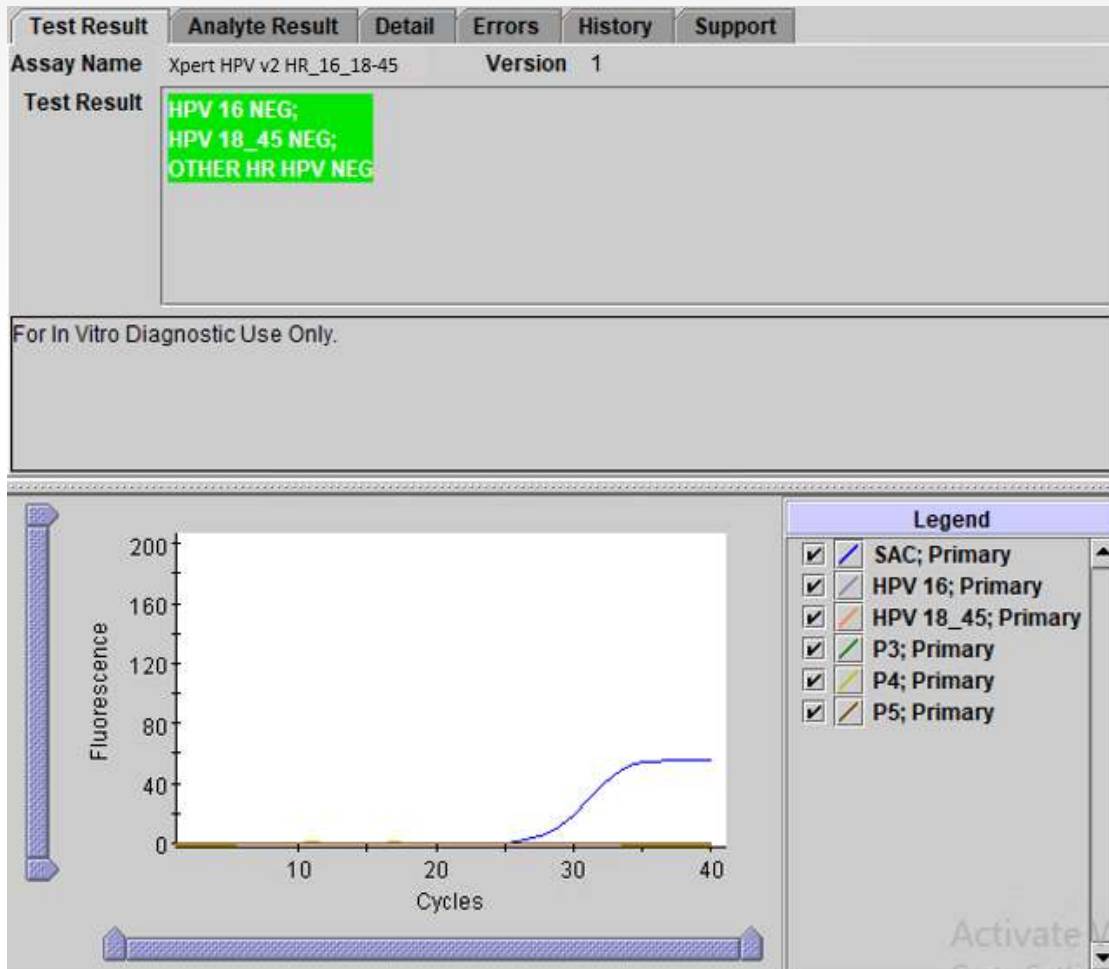 Test Result Analyte Result Detail Errors History Support
Assay Name Xpert HPV v2 HR_16_18-45 Version 1
Test Result
HPV 16 NEG;
HPV 18_45 NEG;
OTHER HR HPV NEG
For In Vitro Diagnostic Use Only.
200
160
120
80
40
0
Fluorescence
10 20 30 40
Cycles
Legend
SAC; Primary
HPV 16; Primary
HPV 18_45; Primary
P3; Primary
P4; Primary
P5; Primary
Activate